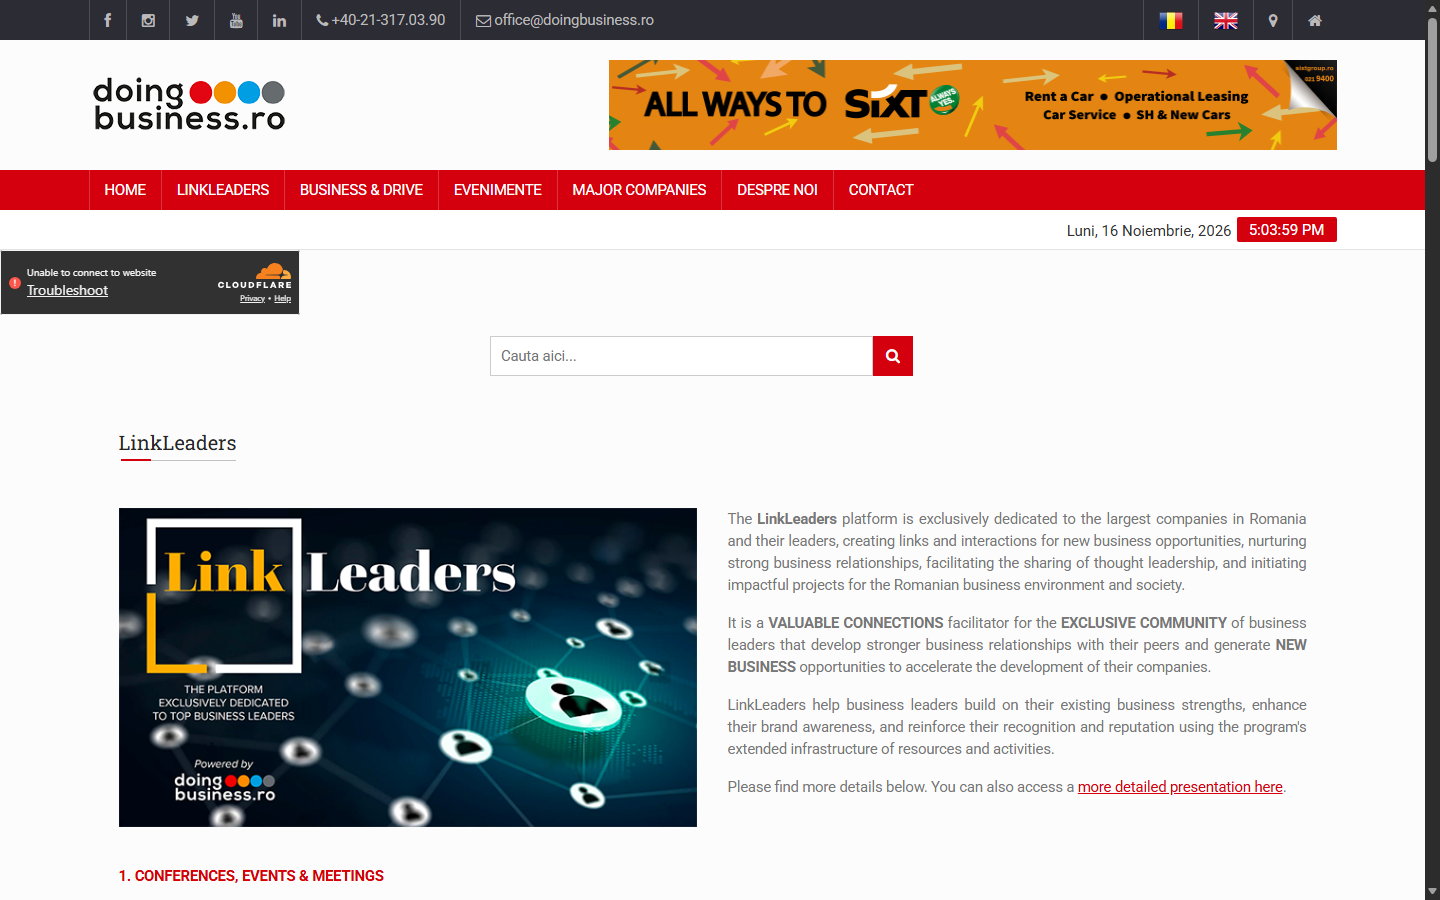 +40-21-317.03.90
office@doingbusiness.ro
doing
business.ro
ALL WAYS TO SIXT
ALWAYS YES.
Rent a Car • Operational Leasing
Car Service • SH & New Cars
sixtgroup.ro
021 9400
HOME
LINKLEADERS
BUSINESS & DRIVE
EVENIMENTE
MAJOR COMPANIES
DESPRE NOI
CONTACT
Luni, 16 Noiembrie, 2026
5:03:59 PM
Unable to connect to website
Troubleshoot
CLOUDFLARE
Privacy • Help
Cauta aici...
LinkLeaders
Link Leaders
THE PLATFORM
EXCLUSIVELY DEDICATED
TO TOP BUSINESS LEADERS
Powered by
doing
business.ro
The LinkLeaders platform is exclusively dedicated to the largest companies in Romania
and their leaders, creating links and interactions for new business opportunities, nurturing
strong business relationships, facilitating the sharing of thought leadership, and initiating
impactful projects for the Romanian business environment and society.
It is a VALUABLE CONNECTIONS facilitator for the EXCLUSIVE COMMUNITY of business
leaders that develop stronger business relationships with their peers and generate NEW
BUSINESS opportunities to accelerate the development of their companies.
LinkLeaders help business leaders build on their existing business strengths, enhance
their brand awareness, and reinforce their recognition and reputation using the program's
extended infrastructure of resources and activities.
Please find more details below. You can also access a more detailed presentation here.
1. CONFERENCES, EVENTS & MEETINGS